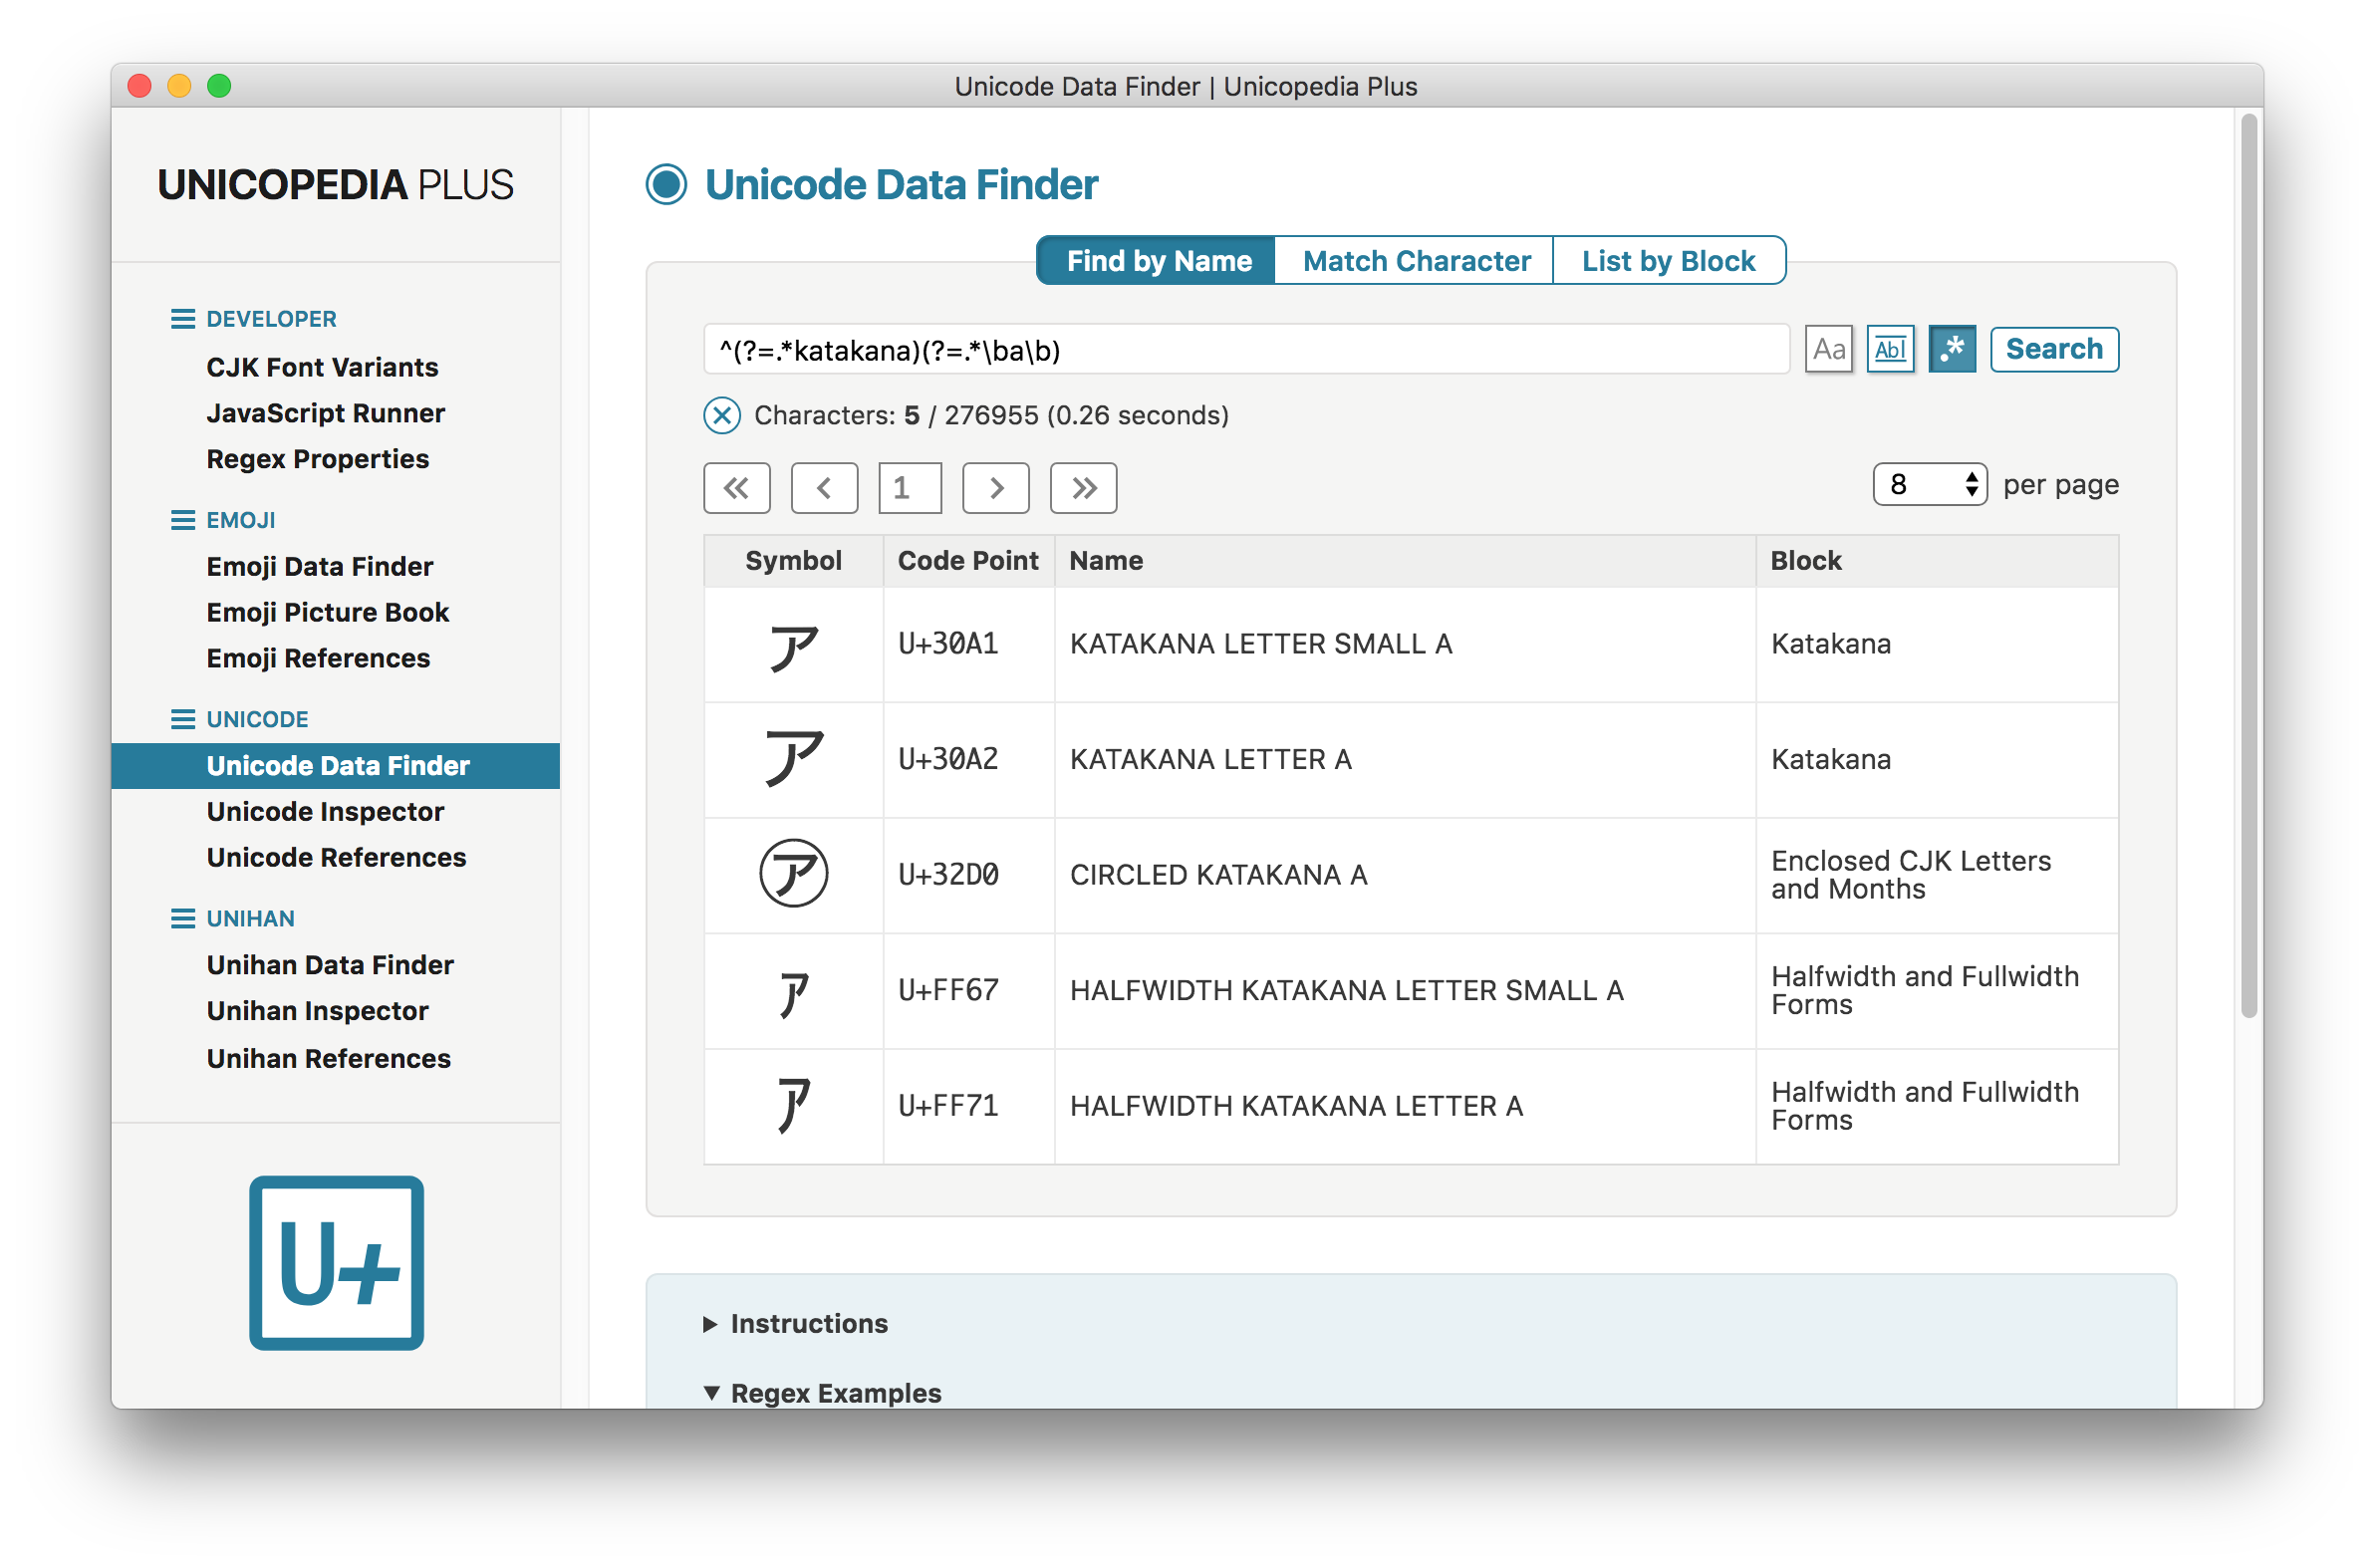 Unicode Data Finder | Unicopedia Plus
UNICOPEDIA PLUS
DEVELOPER
CJK Font Variants
JavaScript Runner
Regex Properties
EMOJI
Emoji Data Finder
Emoji Picture Book
Emoji References
UNICODE
Unicode Data Finder
Unicode Inspector
Unicode References
UNIHAN
Unihan Data Finder
Unihan Inspector
Unihan References
U+
Unicode Data Finder
Find by Name Match Character List by Block
^(?=.*katakana)(?=.*\ba\b) Aa Abl .* Search
Characters: 5 / 276955 (0.26 seconds)
« ‹ 1 › » 8 per page
Symbol Code Point Name Block
ァ U+30A1 KATAKANA LETTER SMALL A Katakana
ア U+30A2 KATAKANA LETTER A Katakana
㋐ U+32D0 CIRCLED KATAKANA A Enclosed CJK Letters
and Months
ァ U+FF67 HALFWIDTH KATAKANA LETTER SMALL A Halfwidth and Fullwidth
Forms
ア U+FF71 HALFWIDTH KATAKANA LETTER A Halfwidth and Fullwidth
Forms
Instructions
Regex Examples